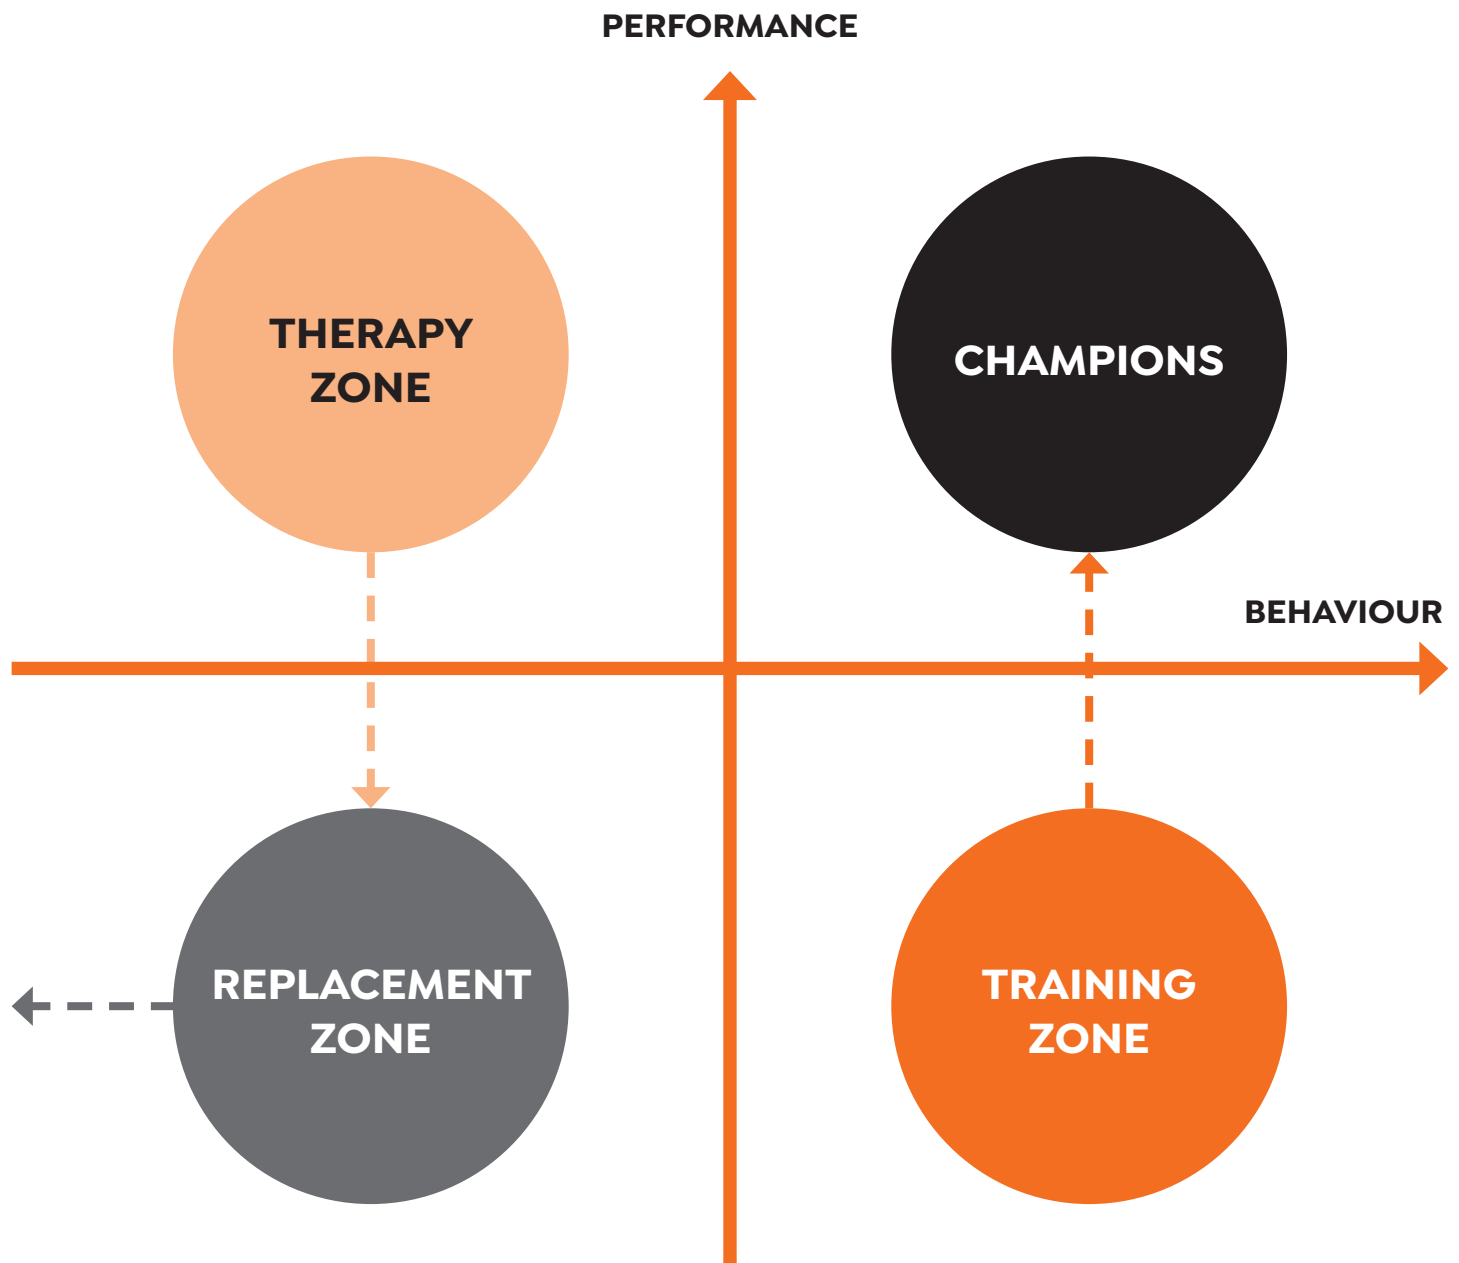 PERFORMANCE
THERAPY
ZONE
CHAMPIONS
BEHAVIOUR
REPLACEMENT
ZONE
TRAINING
ZONE